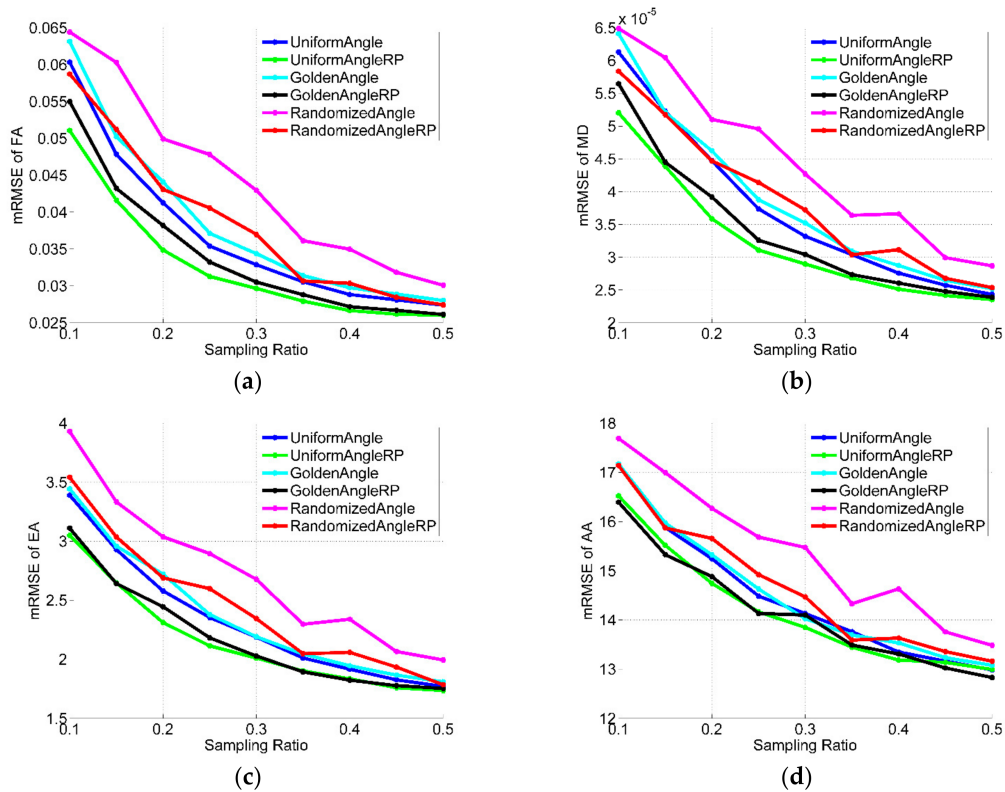 0.065
0.06
0.055
0.05
0.045
0.04
0.035
0.03
0.025
mRMSE of FA
UniformAngle
UniformAngleRP
GoldenAngle
GoldenAngleRP
RandomizedAngle
RandomizedAngleRP
0.1 0.2 0.3 0.4 0.5
Sampling Ratio
(a)
x 10-5
6.5
6
5.5
5
4.5
4
3.5
3
2.5
2
mRMSE of MD
UniformAngle
UniformAngleRP
GoldenAngle
GoldenAngleRP
RandomizedAngle
RandomizedAngleRP
0.1 0.2 0.3 0.4 0.5
Sampling Ratio
(b)
4
3.5
3
2.5
2
1.5
mRMSE of EA
UniformAngle
UniformAngleRP
GoldenAngle
GoldenAngleRP
RandomizedAngle
RandomizedAngleRP
0.1 0.2 0.3 0.4 0.5
Sampling Ratio
(c)
18
17
16
15
14
13
12
mRMSE of AA
UniformAngle
UniformAngleRP
GoldenAngle
GoldenAngleRP
RandomizedAngle
RandomizedAngleRP
0.1 0.2 0.3 0.4 0.5
Sampling Ratio
(d)